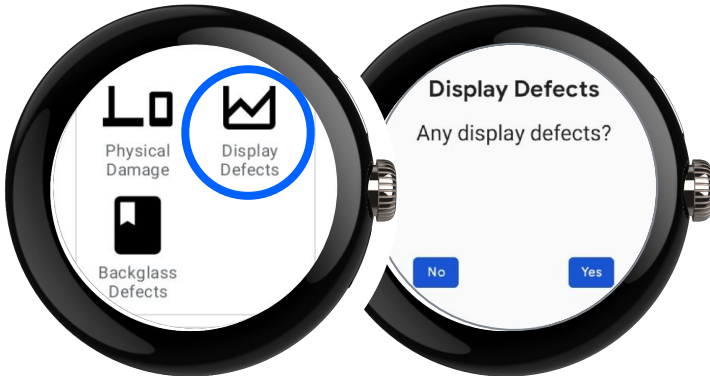 Physical
Damage
Display
Defects
Backglass
Defects
Display Defects
Any display defects?
No
Yes